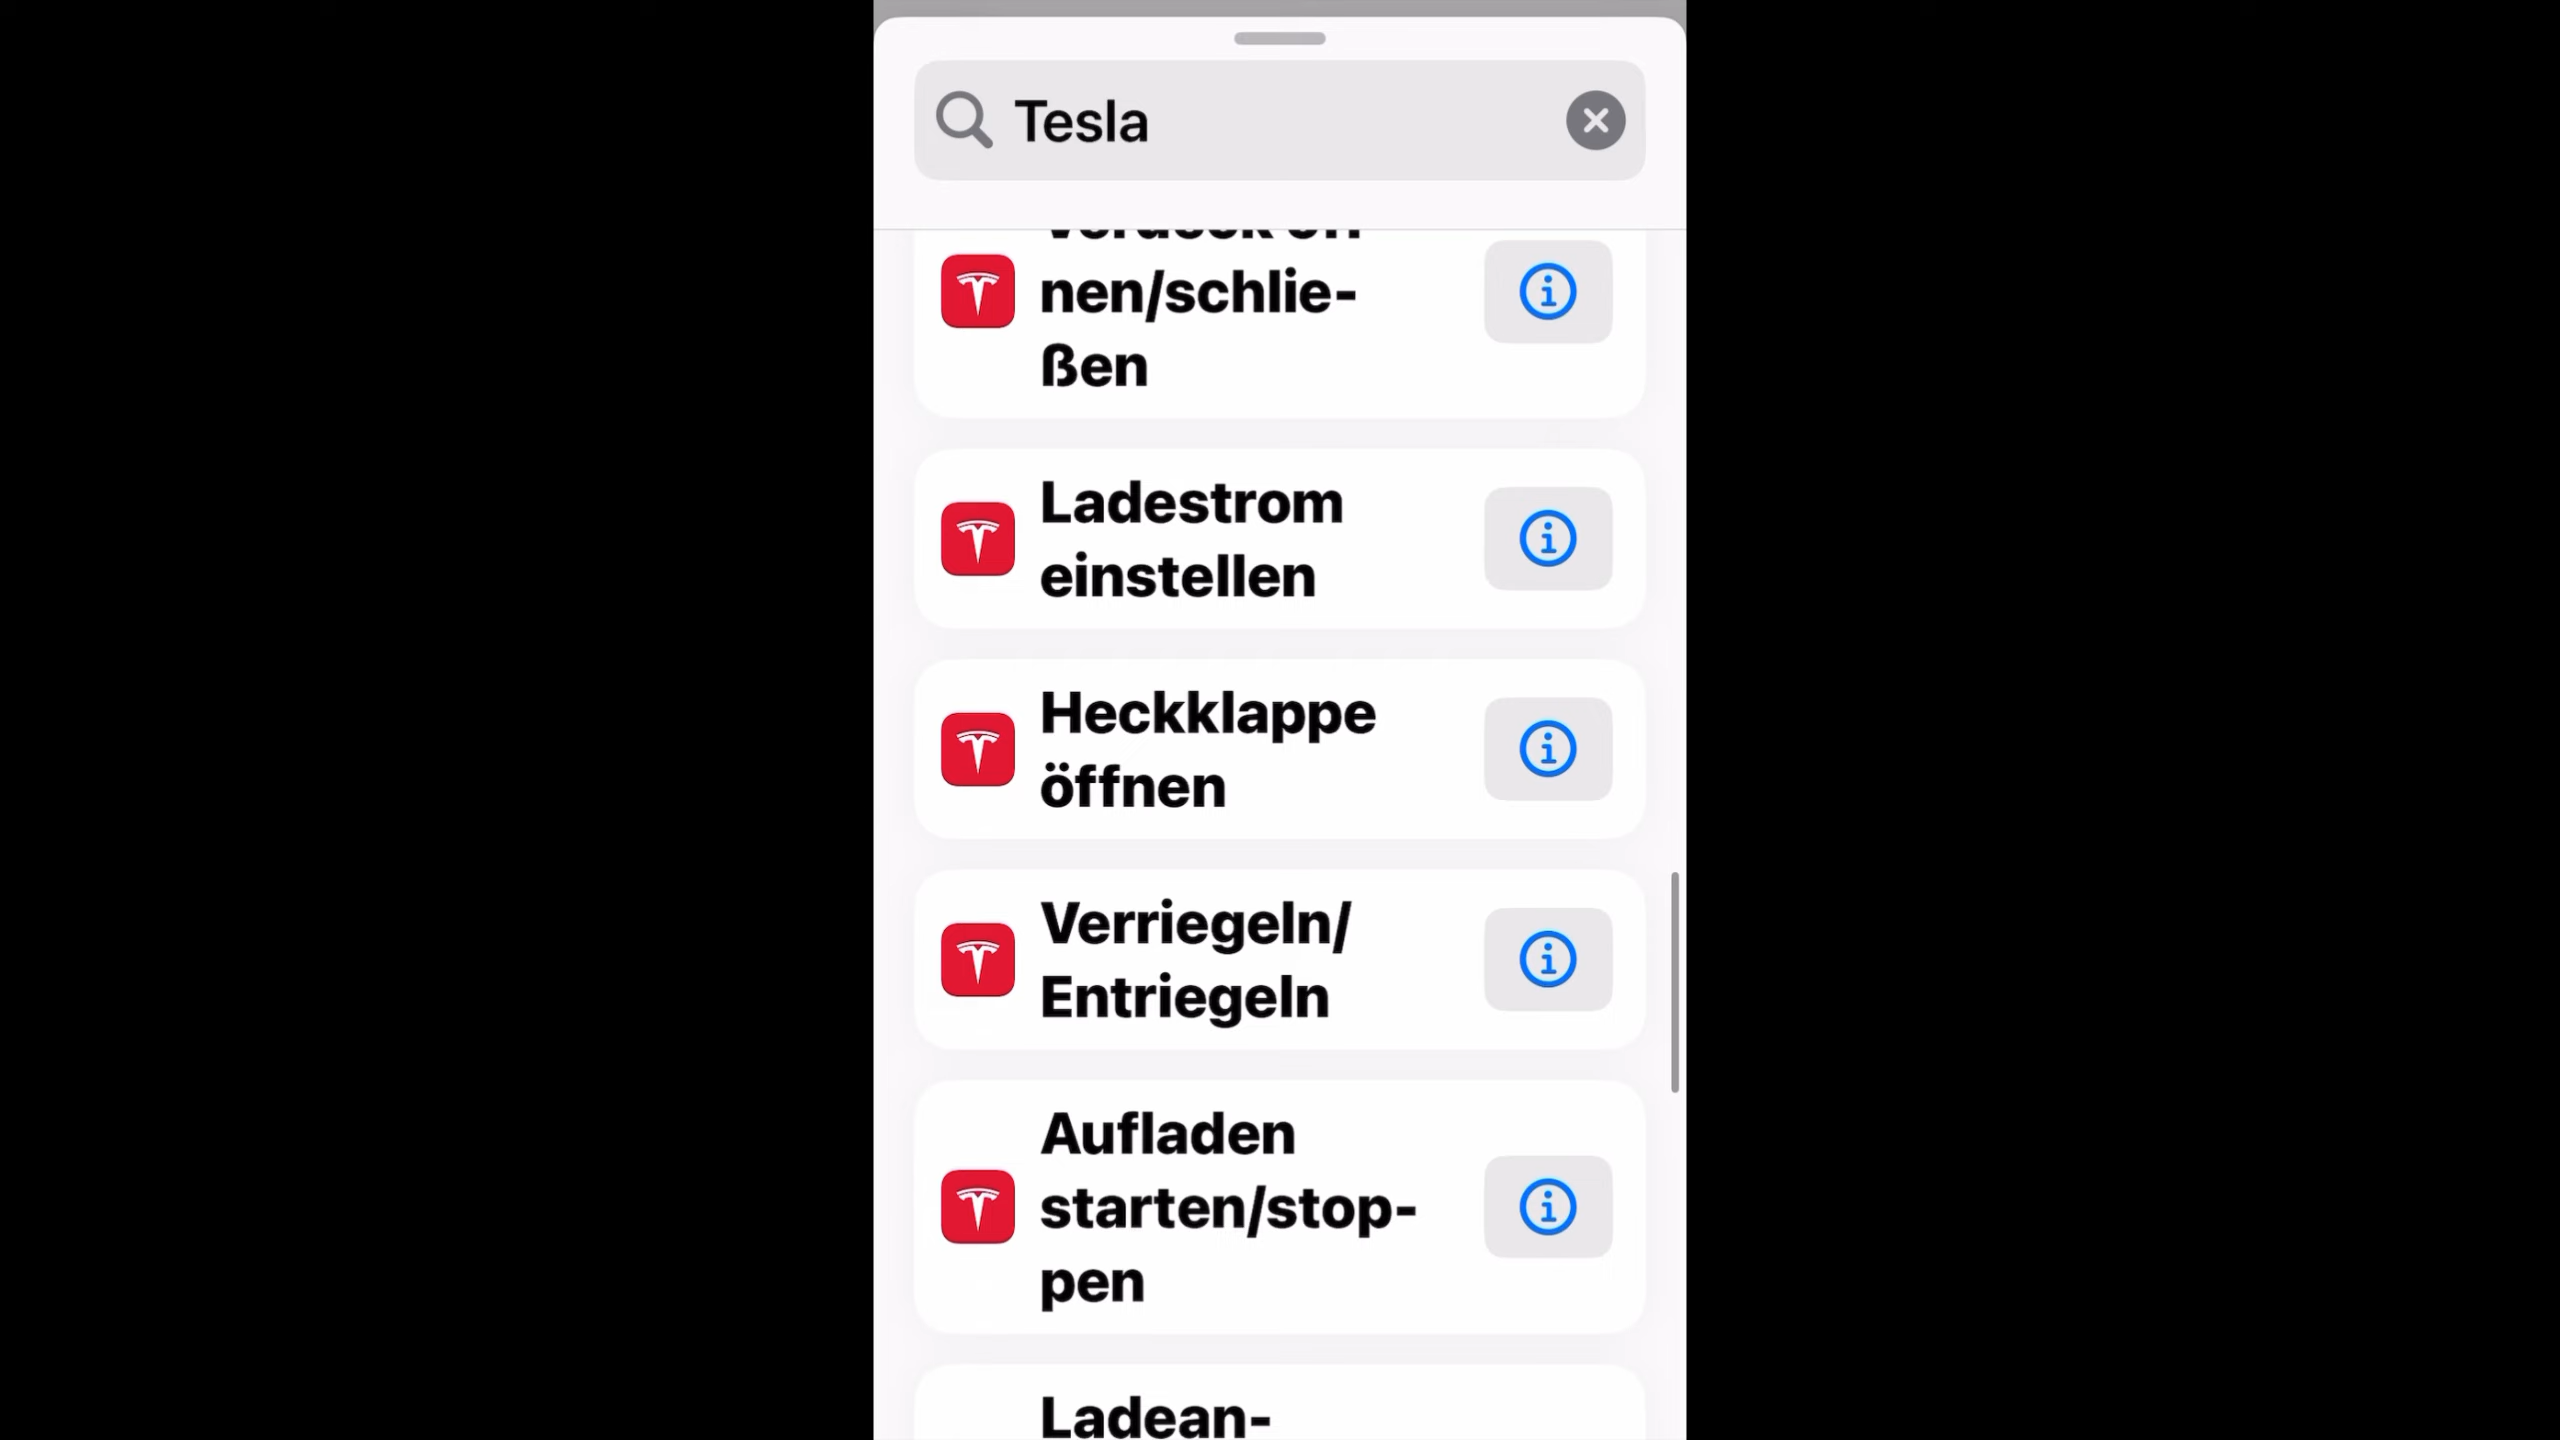 Tesla
nen/schlie-
ßen
Ladestrom
einstellen
Heckklappe
öffnen
Verriegeln/
Entriegeln
Aufladen
starten/stop-
pen
Ladean-